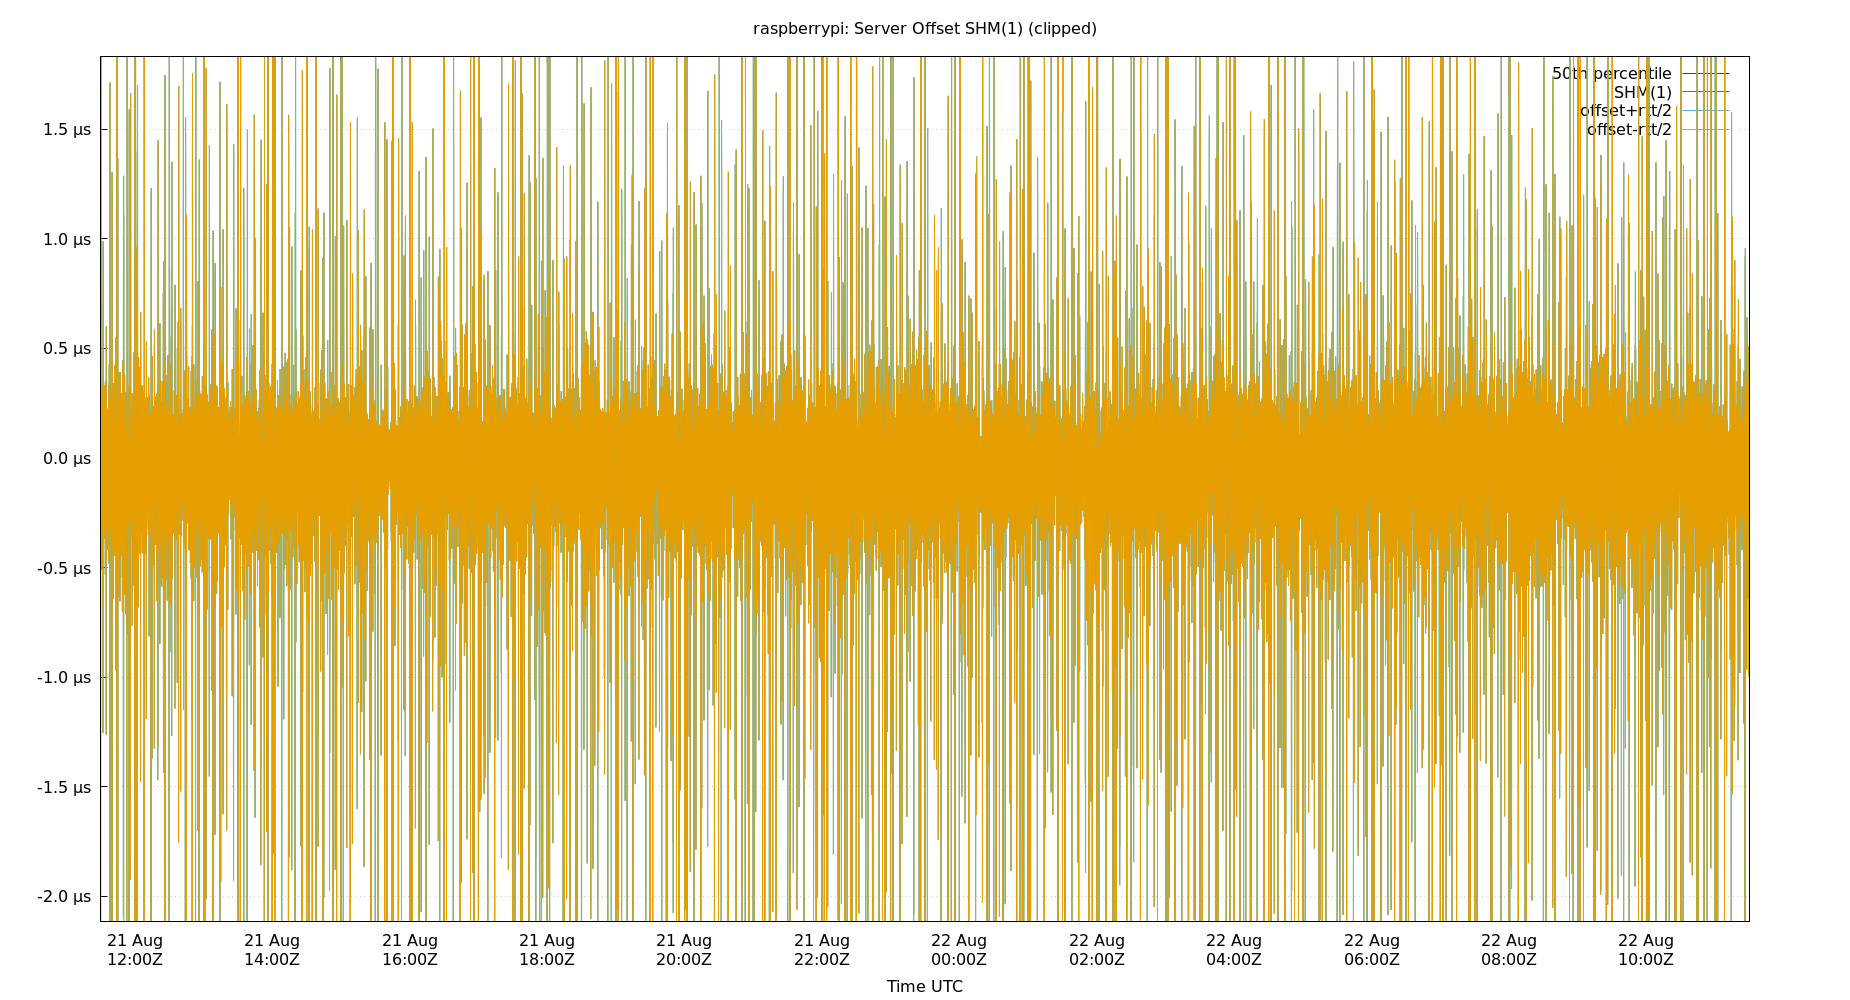 raspberrypi: Server Offset SHM(1) (clipped)
50th percentile
SHM(1)
offset+rtt/2
offset-rtt/2
1.5 µs
1.0 µs
0.5 µs
0.0 µs
-0.5 µs
-1.0 µs
-1.5 µs
-2.0 µs
21 Aug 21 Aug 21 Aug 21 Aug 21 Aug 21 Aug 22 Aug 22 Aug 22 Aug 22 Aug 22 Aug 22 Aug
12:00Z 14:00Z 16:00Z 18:00Z 20:00Z 22:00Z 00:00Z 02:00Z 04:00Z 06:00Z 08:00Z 10:00Z
Time UTC